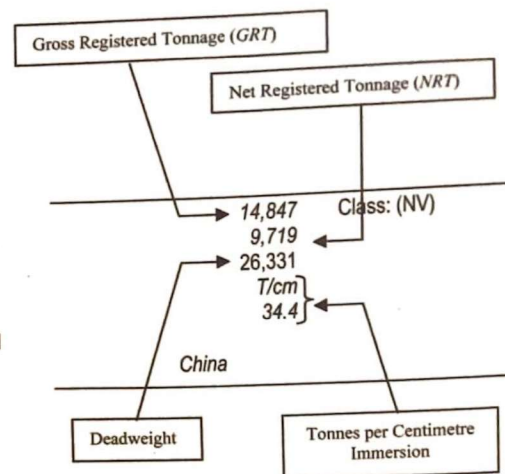 Gross Registered Tonnage (GRT)
Net Registered Tonnage (NRT)
14,847 Class: (NV)
9,719
26,331
T/cm
34.4
China
Deadweight
Tonnes per Centimetre
Immersion